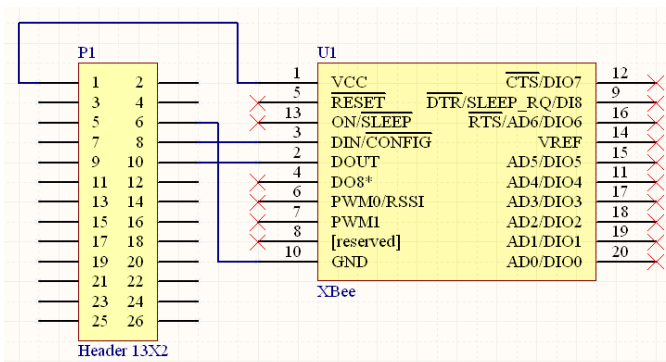 P1
1 2
3 4
5 6
7 8
9 10
11 12
13 14
15 16
17 18
19 20
21 22
23 24
25 26
Header 13X2
U1
1 VCC CTS/DIO7 12
5 RESET DTR/SLEEP_RQ/DI8 9
13 ON/SLEEP RTS/AD6/DIO6 16
3 DIN/CONFIG VREF 14
2 DOUT AD5/DIO5 15
4 DO8* AD4/DIO4 11
6 PWM0/RSSI AD3/DIO3 17
7 PWM1 AD2/DIO2 18
8 [reserved] AD1/DIO1 19
10 GND AD0/DIO0 20
XBee